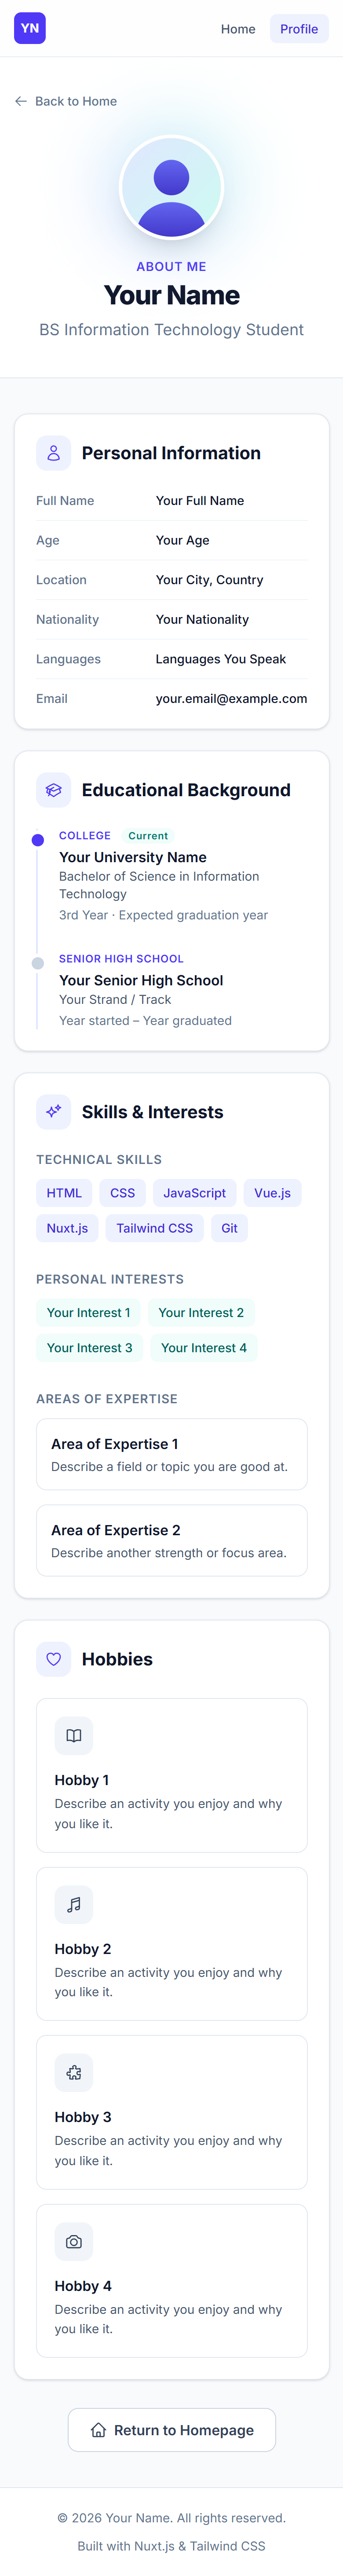 YN
Home
Profile
Back to Home
ABOUT ME
Your Name
BS Information Technology Student
Personal Information
Full Name Your Full Name
Age Your Age
Location Your City, Country
Nationality Your Nationality
Languages Languages You Speak
Email your.email@example.com
Educational Background
COLLEGE Current
Your University Name
Bachelor of Science in Information
Technology
3rd Year · Expected graduation year
SENIOR HIGH SCHOOL
Your Senior High School
Your Strand / Track
Year started – Year graduated
Skills & Interests
TECHNICAL SKILLS
HTML CSS JavaScript Vue.js
Nuxt.js Tailwind CSS Git
PERSONAL INTERESTS
Your Interest 1 Your Interest 2
Your Interest 3 Your Interest 4
AREAS OF EXPERTISE
Area of Expertise 1
Describe a field or topic you are good at.
Area of Expertise 2
Describe another strength or focus area.
Hobbies
Hobby 1
Describe an activity you enjoy and why
you like it.
Hobby 2
Describe an activity you enjoy and why
you like it.
Hobby 3
Describe an activity you enjoy and why
you like it.
Hobby 4
Describe an activity you enjoy and why
you like it.
Return to Homepage
© 2026 Your Name. All rights reserved.
Built with Nuxt.js & Tailwind CSS